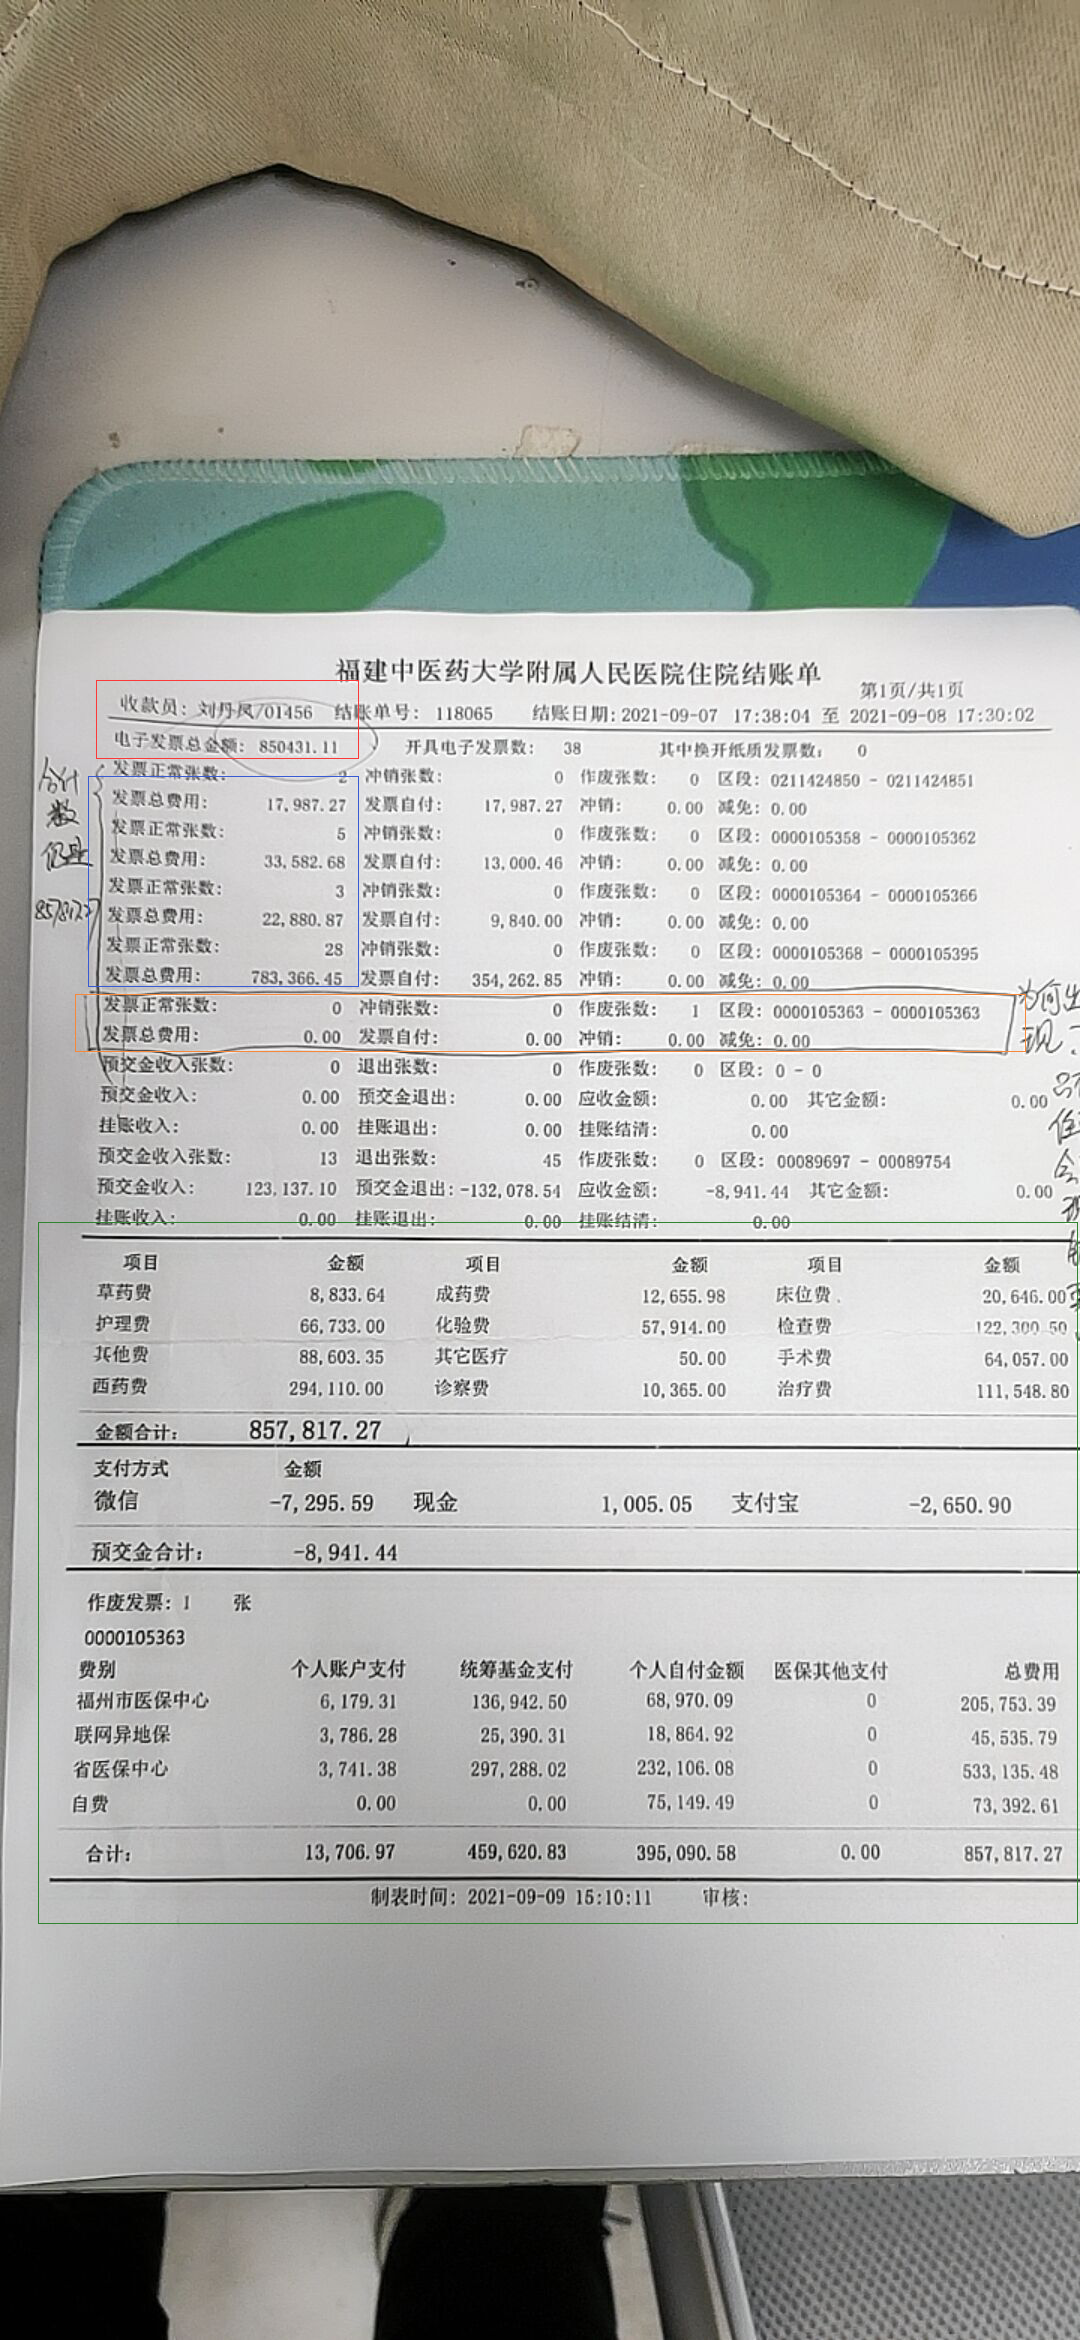 福建中医药大学附属人民医院住院结账单
第1页/共1页
收款员: 刘丹凤/01456 结账单号: 118065 结账日期: 2021-09-07 17:38:04 至 2021-09-08 17:30:02
电子发票总金额: 850431.11 开具电子发票数: 38 其中换开纸质发票数: 0
发票正常张数: 2 冲销张数: 0 作废张数: 0 区段: 0211424850 - 0211424851
发票总费用: 17,987.27 发票自付: 17,987.27 冲销: 0.00 减免: 0.00
发票正常张数: 5 冲销张数: 0 作废张数: 0 区段: 0000105358 - 0000105362
发票总费用: 33,582.68 发票自付: 13,000.46 冲销: 0.00 减免: 0.00
发票正常张数: 3 冲销张数: 0 作废张数: 0 区段: 0000105364 - 0000105366
发票总费用: 22,880.87 发票自付: 9,840.00 冲销: 0.00 减免: 0.00
发票正常张数: 28 冲销张数: 0 作废张数: 0 区段: 0000105368 - 0000105395
发票总费用: 783,366.45 发票自付: 354,262.85 冲销: 0.00 减免: 0.00
发票正常张数: 0 冲销张数: 0 作废张数: 1 区段: 0000105363 - 0000105363
发票总费用: 0.00 发票自付: 0.00 冲销: 0.00 减免: 0.00
预交金收入张数: 0 退出张数: 0 作废张数: 0 区段: 0 - 0
预交金收入: 0.00 预交金退出: 0.00 应收金额: 0.00 其它金额: 0.00
挂账收入: 0.00 挂账退出: 0.00 挂账结清: 0.00
预交金收入张数: 13 退出张数: 45 作废张数: 0 区段: 00089697 - 00089754
预交金收入: 123,137.10 预交金退出: -132,078.54 应收金额: -8,941.44 其它金额: 0.00
挂账收入: 0.00 挂账退出: 0.00 挂账结清: 0.00
合计
数
仍是
857817.27
为何出
现
项目 金额 项目 金额 项目 金额
草药费 8,833.64 成药费 12,655.98 床位费 20,646.00
护理费 66,733.00 化验费 57,914.00 检查费 122,300.50
其他费 88,603.35 其它医疗 50.00 手术费 64,057.00
西药费 294,110.00 诊察费 10,365.00 治疗费 111,548.80
金额合计: 857,817.27
支付方式 金额
微信 -7,295.59 现金 1,005.05 支付宝 -2,650.90
预交金合计: -8,941.44
作废发票: 1 张
0000105363
费别 个人账户支付 统筹基金支付 个人自付金额 医保其他支付 总费用
福州市医保中心 6,179.31 136,942.50 68,970.09 0 205,753.39
联网异地保 3,786.28 25,390.31 18,864.92 0 45,535.79
省医保中心 3,741.38 297,288.02 232,106.08 0 533,135.48
自费 0.00 0.00 75,149.49 0 73,392.61
合计: 13,706.97 459,620.83 395,090.58 0.00 857,817.27
制表时间: 2021-09-09 15:10:11 审核: